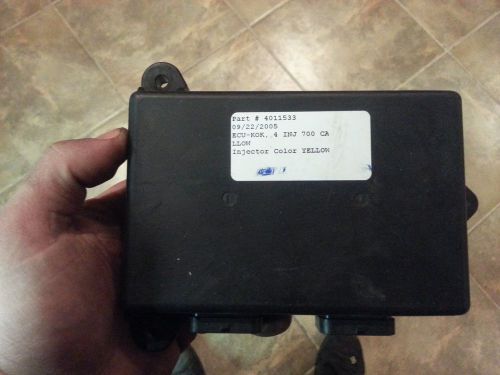 Part # 4011533
09/22/2005
ECU-KOK, 4 INJ 700 CA
LLOW
Injector Color YELLOW